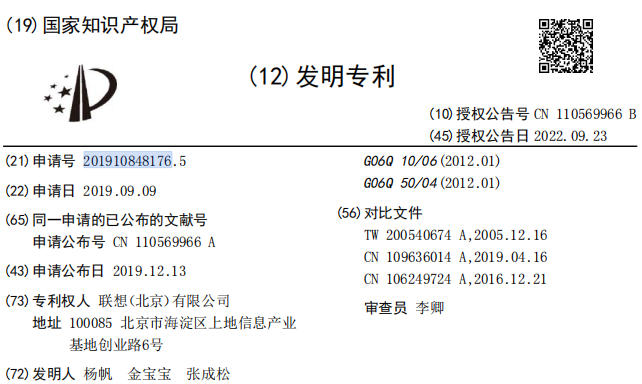 (19)国家知识产权局
(12)发明专利
(10)授权公告号 CN 110569966 B
(45)授权公告日 2022.09.23
(21)申请号 201910848176.5
(22)申请日 2019.09.09
(65)同一申请的已公布的文献号
申请公布号 CN 110569966 A
(43)申请公布日 2019.12.13
(73)专利权人 联想(北京)有限公司
地址 100085 北京市海淀区上地信息产业
基地创业路6号
(72)发明人 杨帆 金宝宝 张成松
G06Q 10/06(2012.01)
G06Q 50/04(2012.01)
(56)对比文件
TW 200540674 A,2005.12.16
CN 109636014 A,2019.04.16
CN 106249724 A,2016.12.21
审查员 李卿